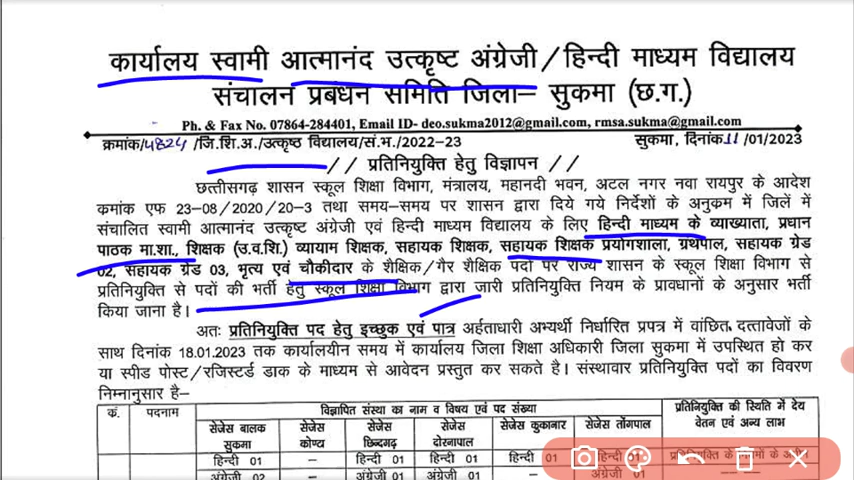 कार्यालय स्वामी आत्मानंद उत्कृष्ट अंग्रेजी/हिन्दी माध्यम विद्यालय
संचालन प्रबंधन समिति जिला– सुकमा (छ.ग.)
Ph. & Fax No. 07864-284401, Email ID- deo.sukma2012@gmail.com, rmsa.sukma@gmail.com
क्रमांक/4824/जि.शि.अ./उत्कृष्ठ विद्यालय/सं.भ./2022-23 सुकमा, दिनांक 11/01/2023
// प्रतिनियुक्ति हेतु विज्ञापन //
छत्तीसगढ़ शासन स्कूल शिक्षा विभाग, मंत्रालय, महानदी भवन, अटल नगर नवा रायपुर के आदेश
कमांक एफ 23-08/2020/20-3 तथा समय-समय पर शासन द्वारा दिये गये निर्देशों के अनुक्रम में जिलें में
संचालित स्वामी आत्मानंद उत्कृष्ट अंग्रेजी एवं हिन्दी माध्यम विद्यालय के लिए हिन्दी माध्यम के व्याख्याता, प्रधान
पाठक मा.शा., शिक्षक (उ.व.शि.) व्यायाम शिक्षक, सहायक शिक्षक, सहायक शिक्षक प्रयोगशाला, ग्रंथपाल, सहायक ग्रेड
02, सहायक ग्रेड 03, भृत्य एवं चौकीदार के शैक्षिक/गैर शैक्षिक पदों पर राज्य शासन के स्कूल शिक्षा विभाग से
प्रतिनियुक्ति से पदों की भर्ती हेतु स्कूल शिक्षा विभाग द्वारा जारी प्रतिनियुक्ति नियम के प्रावधानों के अनुसार भर्ती
किया जाना है।
अतः प्रतिनियुक्ति पद हेतु इच्छुक एवं पात्र अर्हताधारी अभ्यर्थी निर्धारित प्रपत्र में वांछित दस्तावेजों के
साथ दिनांक 18.01.2023 तक कार्यालयीन समय में कार्यालय जिला शिक्षा अधिकारी जिला सुकमा में उपस्थित हो कर
या स्पीड पोस्ट/रजिस्टर्ड डाक के माध्यम से आवेदन प्रस्तुत कर सकते है। संस्थावार प्रतिनियुक्ति पदों का विवरण
निम्नानुसार है–
कं. पदनाम विज्ञापित संस्था का नाम व विषय एवं पद संख्या प्रतिनियुक्ति की स्थिति में देय वेतन एवं अन्य लाभ
सेजेस बालक सुकमा सेजेस कोण्टा सेजेस छिन्दगढ़ सेजेस दोरनापाल सेजेस कुकानार सेजेस तोंगपाल
हिन्दी 01 – हिन्दी 01 हिन्दी 01 हिन्दी 01 हिन्दी 01 प्रतिनियुक्ति के
अंग्रेजी 02 – अंग्रेजी 01 अंग्रेजी 01 – अंग्रेजी 01